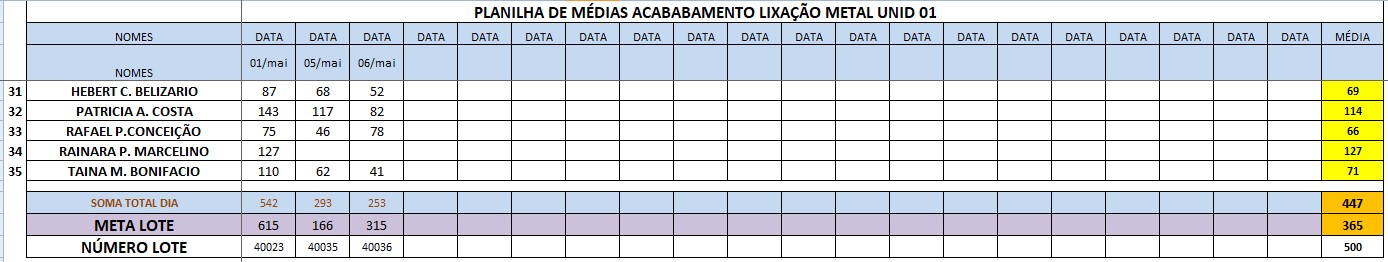 PLANILHA DE MÉDIAS ACABABAMENTO LIXAÇÃO METAL UNID 01
NOMES DATA DATA DATA DATA DATA DATA DATA DATA DATA DATA DATA DATA DATA DATA DATA DATA DATA DATA DATA DATA MÉDIA
NOMES 01/mai 05/mai 06/mai
31 HEBERT C. BELIZARIO 87 68 52 69
32 PATRICIA A. COSTA 143 117 82 114
33 RAFAEL P.CONCEIÇÃO 75 46 78 66
34 RAINARA P. MARCELINO 127 127
35 TAINA M. BONIFACIO 110 62 41 71
SOMA TOTAL DIA 542 293 253 447
META LOTE 615 166 315 365
NÚMERO LOTE 40023 40035 40036 500